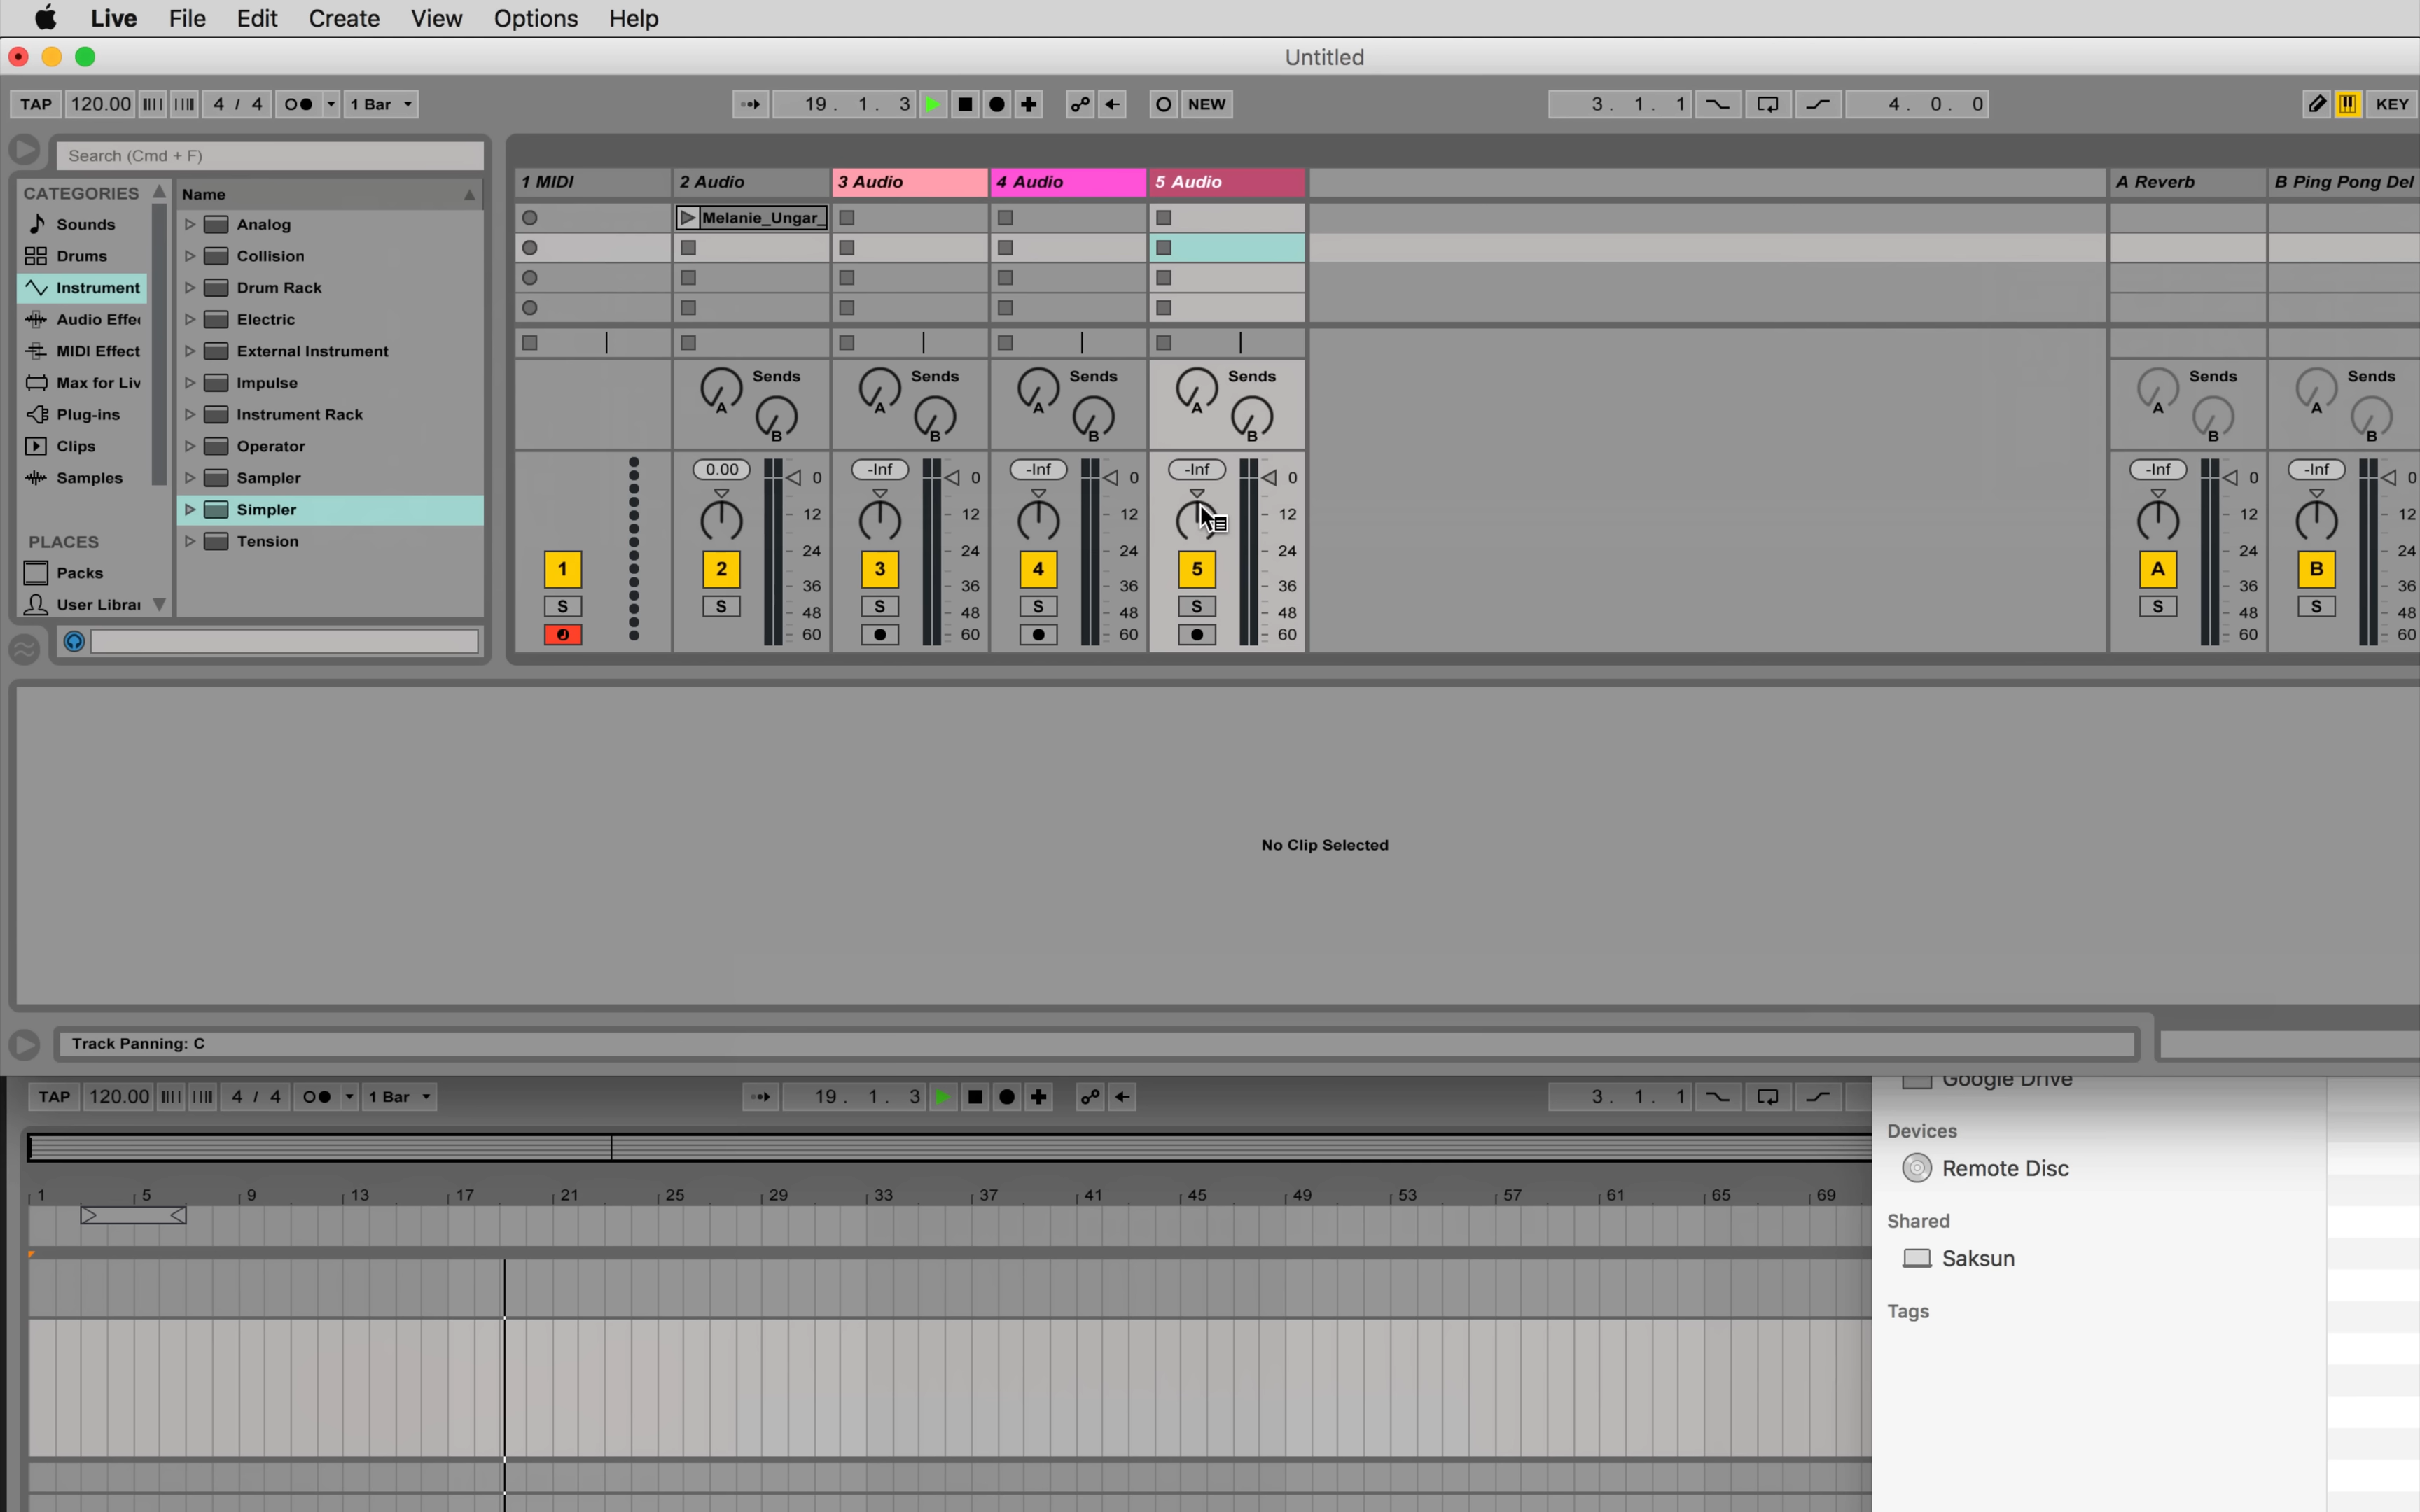 Live File Edit Create View Options Help
Untitled
TAP 120.00 4 / 4 1 Bar 19. 1. 3 NEW 3. 1. 1 4. 0. 0 KEY
Search (Cmd + F)
CATEGORIES
Sounds
Drums
Instrument
Audio Effe
MIDI Effect
Max for Liv
Plug-ins
Clips
Samples
PLACES
Packs
User Librar
Name
Analog
Collision
Drum Rack
Electric
External Instrument
Impulse
Instrument Rack
Operator
Sampler
Simpler
Tension
1 MIDI 2 Audio 3 Audio 4 Audio 5 Audio A Reverb B Ping Pong Del
Melanie_Ungar_
Sends Sends Sends Sends Sends Sends
A A A A A A
B B B B B B
0.00 0 -Inf 0 -Inf 0 -Inf 0 -Inf 0 -Inf 0
12 12 12 12 12 12
24 24 24 24 24 24
1 2 3 4 5 A B
36 36 36 36 36 36
S S S S S S S
48 48 48 48 48 48
60 60 60 60 60 60
No Clip Selected
Track Panning: C
TAP 120.00 4 / 4 1 Bar 19. 1. 3 3. 1. 1
1 5 9 13 17 21 25 29 33 37 41 45 49 53 57 61 65 69
Google Drive
Devices
Remote Disc
Shared
Saksun
Tags